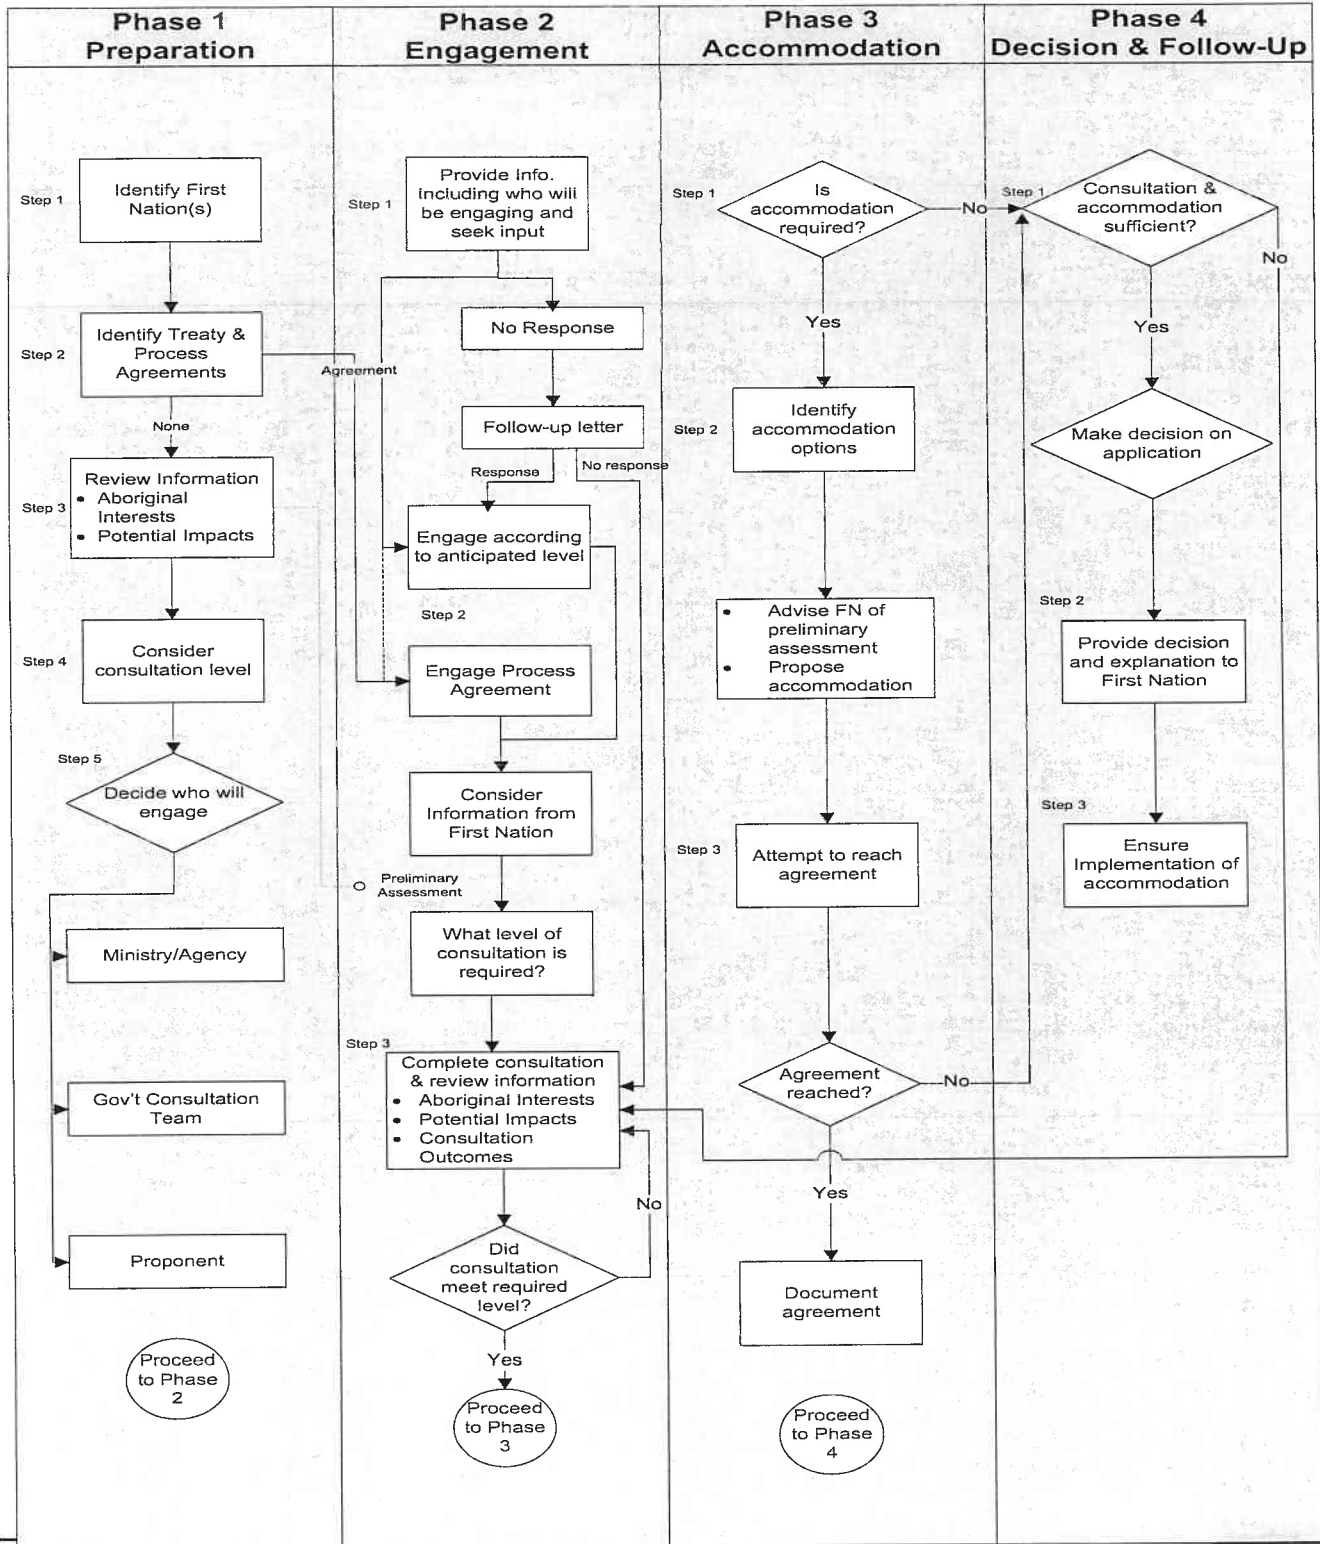 Phase 1
Preparation
Phase 2
Engagement
Phase 3
Accommodation
Phase 4
Decision & Follow-Up
Step 1
Identify First
Nation(s)
Step 2
Identify Treaty &
Process
Agreements
Agreement
None
Step 3
Review Information
• Aboriginal
Interests
• Potential Impacts
Step 4
Consider
consultation level
Step 5
Decide who will
engage
Ministry/Agency
Gov't Consultation
Team
Proponent
Proceed
to Phase
2
Step 1
Provide Info.
including who will
be engaging and
seek input
No Response
Follow-up letter
Response
No response
Engage according
to anticipated level
Step 2
Engage Process
Agreement
Consider
Information from
First Nation
Preliminary
Assessment
What level of
consultation is
required?
Step 3
Complete consultation
& review information
• Aboriginal Interests
• Potential Impacts
• Consultation
Outcomes
No
Did
consultation
meet required
level?
Yes
Proceed
to Phase
3
Step 1
Is
accommodation
required?
No
Yes
Step 2
Identify
accommodation
options
• Advise FN of
preliminary
assessment
• Propose
accommodation
Step 3
Attempt to reach
agreement
Agreement
reached?
No
Yes
Document
agreement
Proceed
to Phase
4
Step 1
Consultation &
accommodation
sufficient?
No
Yes
Make decision on
application
Step 2
Provide decision
and explanation to
First Nation
Step 3
Ensure
Implementation of
accommodation